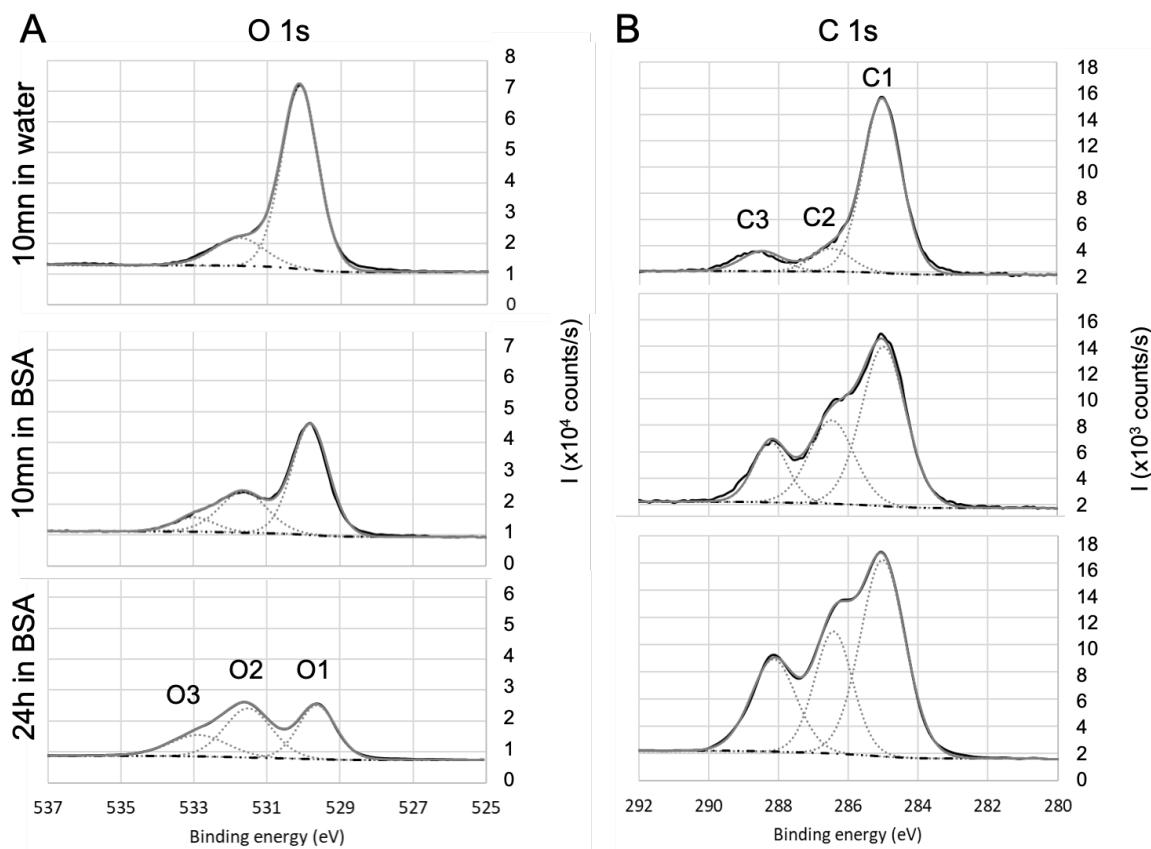 A
O 1s
B
C 1s
10mn in water
8
7
6
5
4
3
2
1
0
C1
C2
C3
18
16
14
12
10
8
6
4
2
10mn in BSA
7
6
5
4
3
2
1
0
I (x10⁴ counts/s)
16
14
12
10
8
6
4
2
I (x10³ counts/s)
24h in BSA
O3
O2
O1
6
5
4
3
2
1
0
18
16
14
12
10
8
6
4
2
0
537 535 533 531 529 527 525
Binding energy (eV)
292 290 288 286 284 282 280
Binding energy (eV)